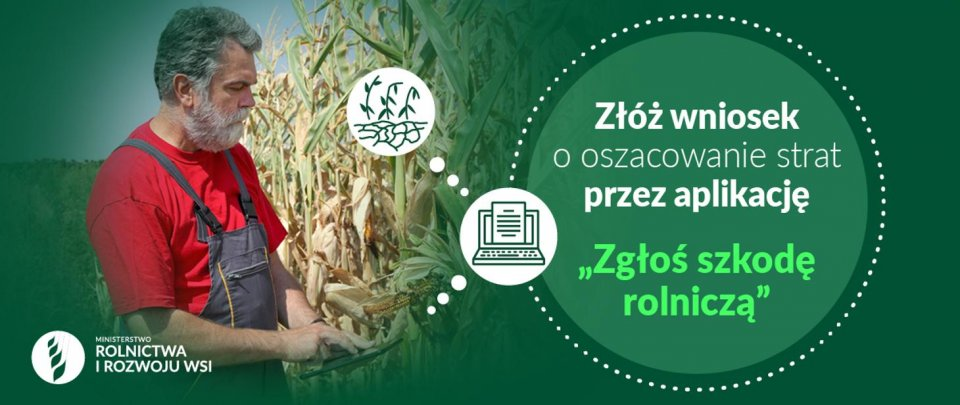 Złóż wniosek
o oszacowanie strat
przez aplikację
„Zgłoś szkodę
rolniczą”
MINISTERSTWO
ROLNICTWA
I ROZWOJU WSI